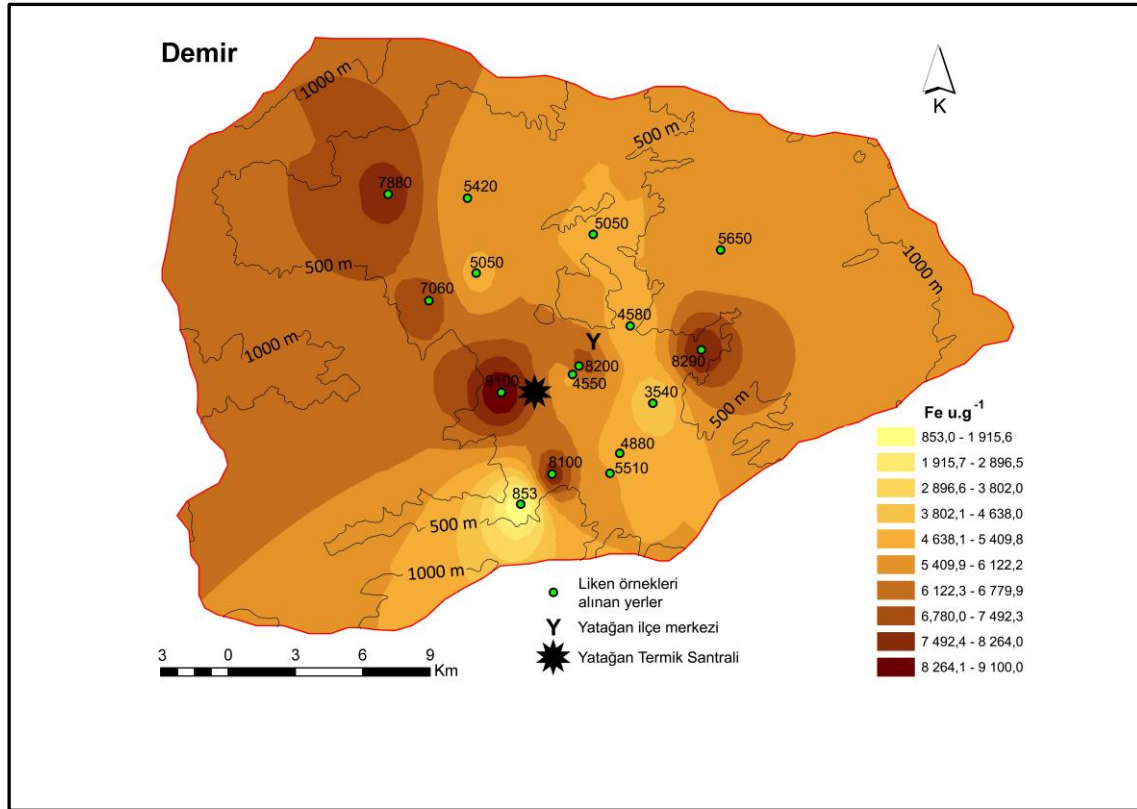 Demir
K
1000 m
500 m
7880
5420
5050
5650
500 m
5050
7060
1000 m
4580
1000 m
Y
8200
8290
4550
9100
3540
500 m
4880
8100
5510
853
500 m
1000 m
Fe u.g⁻¹
853,0 - 1 915,6
1 915,7 - 2 896,5
2 896,6 - 3 802,0
3 802,1 - 4 638,0
4 638,1 - 5 409,8
5 409,9 - 6 122,2
6 122,3 - 6 779,9
6,780,0 - 7 492,3
7 492,4 - 8 264,0
8 264,1 - 9 100,0
Liken örnekleri
alınan yerler
Y Yatağan ilçe merkezi
Yatağan Termik Santrali
3 0 3 6 9
Km